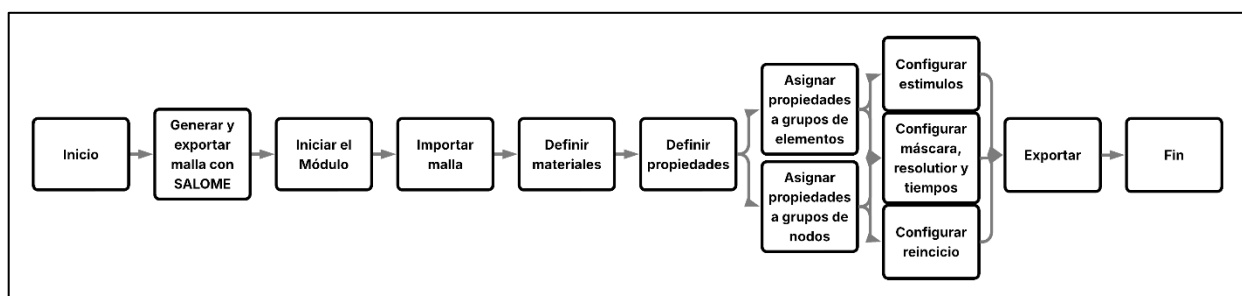 Inicio
Generar y
exportar
malla con
SALOME
Iniciar el
Módulo
Importar
malla
Definir
materiales
Definir
propiedades
Asignar
propiedades
a grupos de
elementos
Asignar
propiedades
a grupos de
nodos
Configurar
estimulos
Configurar
máscara,
resolutior y
tiempos
Configurar
reincicio
Exportar
Fin